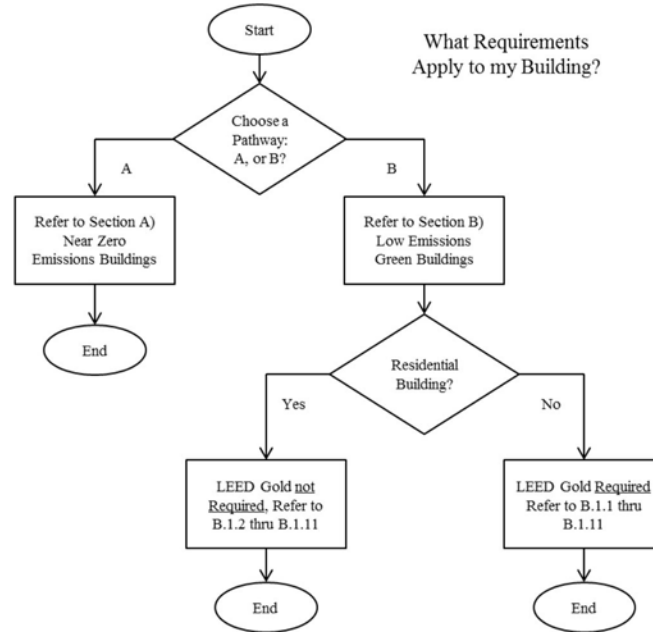 Start
What Requirements
Apply to my Building?
Choose a
Pathway:
A, or B?
A
B
Refer to Section A)
Near Zero
Emissions Buildings
Refer to Section B)
Low Emissions
Green Buildings
End
Residential
Building?
Yes
No
LEED Gold not
Required, Refer to
B.1.2 thru B.1.11
LEED Gold Required
Refer to B.1.1 thru
B.1.11
End
End